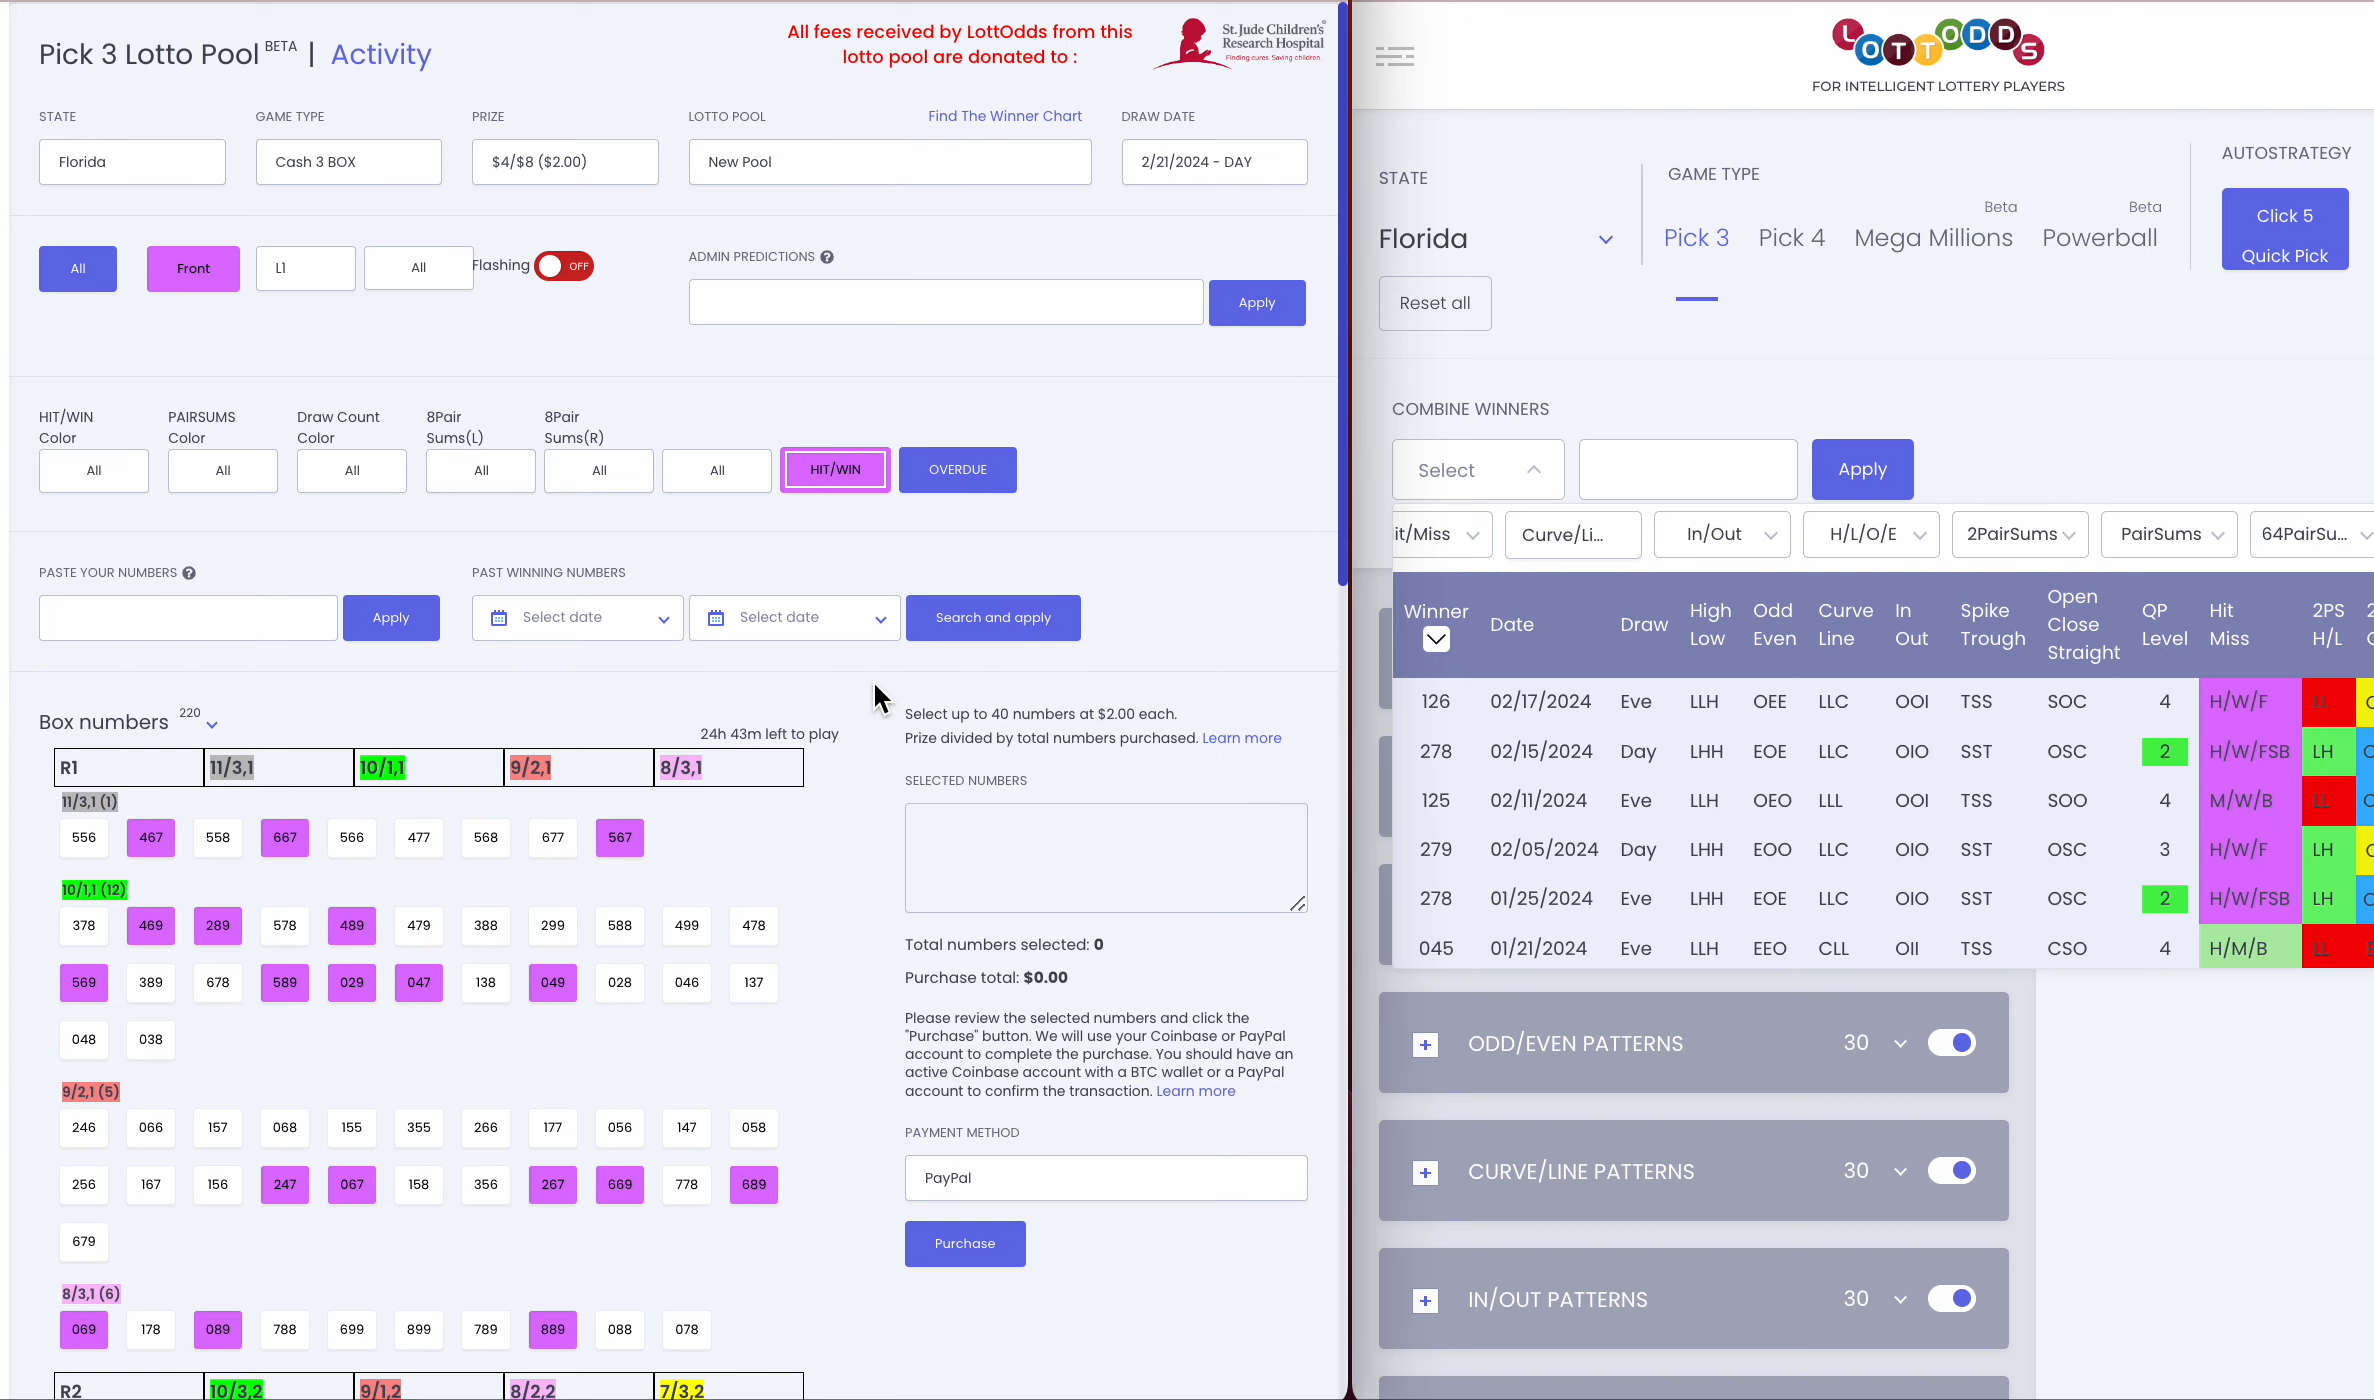 Pick 3 Lotto Pool BETA | Activity
All fees received by LottOdds from this
lotto pool are donated to :
St. Jude Children's
Research Hospital
Finding cures. Saving children.
STATE
GAME TYPE
PRIZE
LOTTO POOL
Find The Winner Chart
DRAW DATE
Florida
Cash 3 BOX
$4/$8 ($2.00)
New Pool
2/21/2024 - DAY
All
Front
L1
All
Flashing
OFF
ADMIN PREDICTIONS ?
Apply
HIT/WIN
Color
PAIRSUMS
Color
Draw Count
Color
8Pair
Sums(L)
8Pair
Sums(R)
All
All
All
All
All
All
HIT/WIN
OVERDUE
PASTE YOUR NUMBERS ?
PAST WINNING NUMBERS
Apply
Select date
Select date
Search and apply
Box numbers 220
24h 43m left to play
R1 11/3,1 10/1,1 9/2,1 8/3,1
11/3,1 (1)
556 467 558 667 566 477 568 677 567
10/1,1 (12)
378 469 289 578 489 479 388 299 588 499 478
569 389 678 589 029 047 138 049 028 046 137
048 038
9/2,1 (5)
246 066 157 068 155 355 266 177 056 147 058
256 167 156 247 067 158 356 267 669 778 689
679
8/3,1 (6)
069 178 089 788 699 899 789 889 088 078
R2 10/3,2 9/1,2 8/2,2 7/3,2
Select up to 40 numbers at $2.00 each.
Prize divided by total numbers purchased. Learn more
SELECTED NUMBERS
Total numbers selected: 0
Purchase total: $0.00
Please review the selected numbers and click the
"Purchase" button. We will use your Coinbase or PayPal
account to complete the purchase. You should have an
active Coinbase account with a BTC wallet or a PayPal
account to confirm the transaction. Learn more
PAYMENT METHOD
PayPal
Purchase
LOTTODDS
FOR INTELLIGENT LOTTERY PLAYERS
STATE
GAME TYPE
AUTOSTRATEGY
Florida
Pick 3
Pick 4
Beta
Mega Millions
Beta
Powerball
Click 5
Quick Pick
Reset all
COMBINE WINNERS
Select
Apply
it/Miss
Curve/Li...
In/Out
H/L/O/E
2PairSums
PairSums
64PairSu...
Winner
Date
Draw
High
Low
Odd
Even
Curve
Line
In
Out
Spike
Trough
Open
Close
Straight
QP
Level
Hit
Miss
2PS
H/L
126 02/17/2024 Eve LLH OEE LLC OOI TSS SOC 4 H/W/F LL
278 02/15/2024 Day LHH EOE LLC OIO SST OSC 2 H/W/FSB LH
125 02/11/2024 Eve LLH OEO LLL OOI TSS SOO 4 M/W/B LL
279 02/05/2024 Day LHH EOO LLC OIO SST OSC 3 H/W/F LH
278 01/25/2024 Eve LHH EOE LLC OIO SST OSC 2 H/W/FSB LH
045 01/21/2024 Eve LLH EEO CLL OII TSS CSO 4 H/M/B LL
+ ODD/EVEN PATTERNS 30
+ CURVE/LINE PATTERNS 30
+ IN/OUT PATTERNS 30